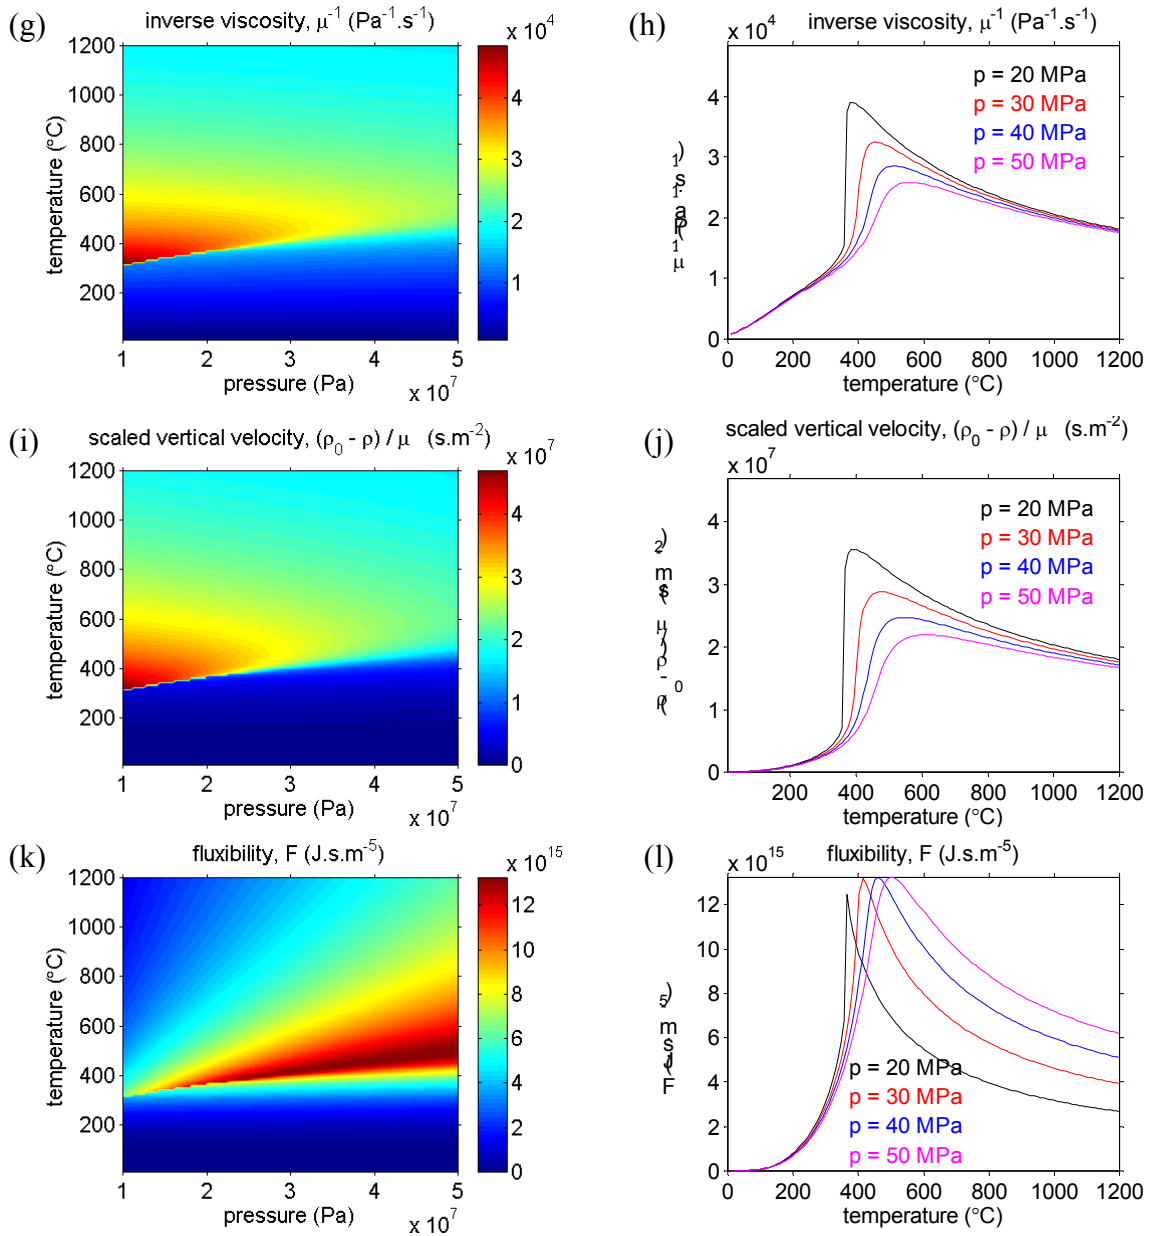 (g)
inverse viscosity, μ⁻¹ (Pa⁻¹.s⁻¹)
x 10⁴
1200
1000
800
600
400
200
temperature (°C)
1
2
3
4
5
pressure (Pa)
x 10⁷
4
3
2
1
(h)
inverse viscosity, μ⁻¹ (Pa⁻¹.s⁻¹)
x 10⁴
p = 20 MPa
p = 30 MPa
p = 40 MPa
p = 50 MPa
4
3
2
1
0
0
200
400
600
800
1000
1200
temperature (°C)
(i)
scaled vertical velocity, (ρ₀ - ρ) / μ (s.m⁻²)
x 10⁷
1200
1000
800
600
400
200
temperature (°C)
1
2
3
4
5
pressure (Pa)
x 10⁷
4
3
2
1
0
(j)
scaled vertical velocity, (ρ₀ - ρ) / μ (s.m⁻²)
x 10⁷
p = 20 MPa
p = 30 MPa
p = 40 MPa
p = 50 MPa
4
3
2
1
0
200
400
600
800
1000
1200
temperature (°C)
(k)
fluxibility, F (J.s.m⁻⁵)
x 10¹⁵
1200
1000
800
600
400
200
temperature (°C)
1
2
3
4
5
pressure (Pa)
x 10⁷
12
10
8
6
4
2
0
(l)
fluxibility, F (J.s.m⁻⁵)
x 10¹⁵
12
10
8
6
4
2
0
p = 20 MPa
p = 30 MPa
p = 40 MPa
p = 50 MPa
0
200
400
600
800
1000
1200
temperature (°C)